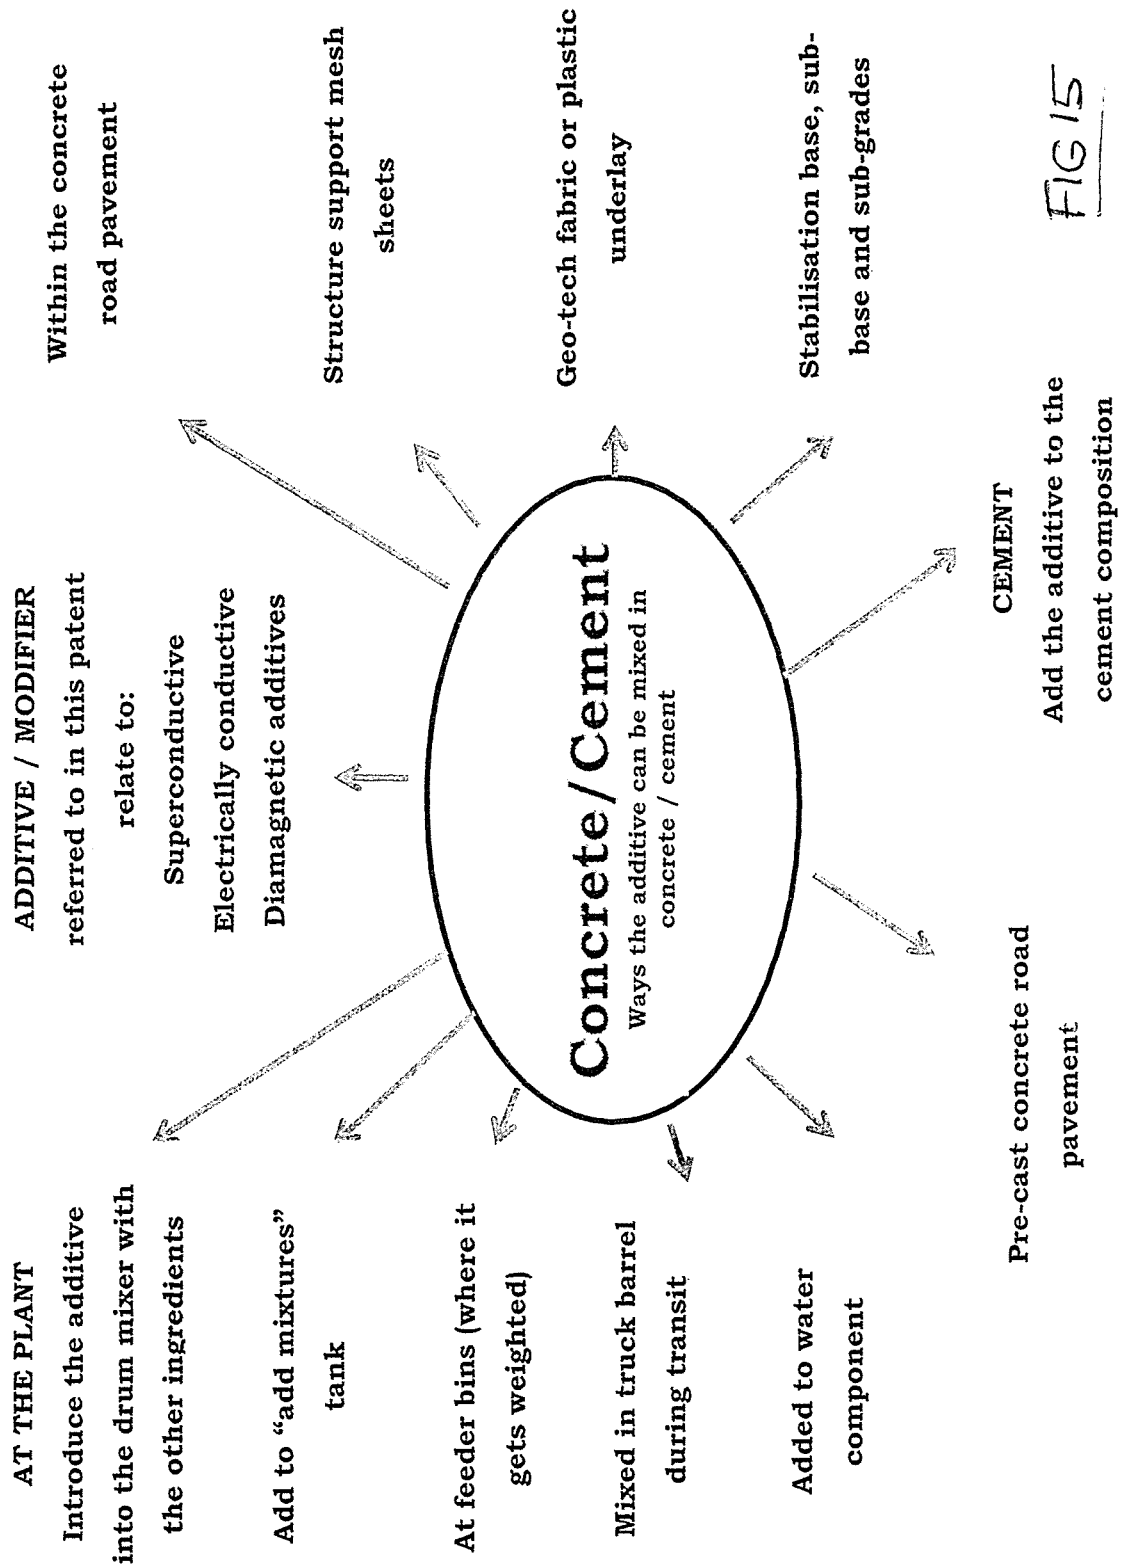 AT THE PLANT
Introduce the additive
into the drum mixer with
the other ingredients
Add to “add mixtures”
tank
At feeder bins (where it
gets weighted)
Mixed in truck barrel
during transit
Added to water
component
ADDITIVE / MODIFIER
referred to in this patent
relate to:
Superconductive
Electrically conductive
Diamagnetic additives
Concrete/Cement
Ways the additive can be mixed in
concrete / cement
Pre-cast concrete road
pavement
Within the concrete
road pavement
Structure support mesh
sheets
Geo-tech fabric or plastic
underlay
Stabilisation base, sub-
base and sub-grades
CEMENT
Add the additive to the
cement composition
FIG 15